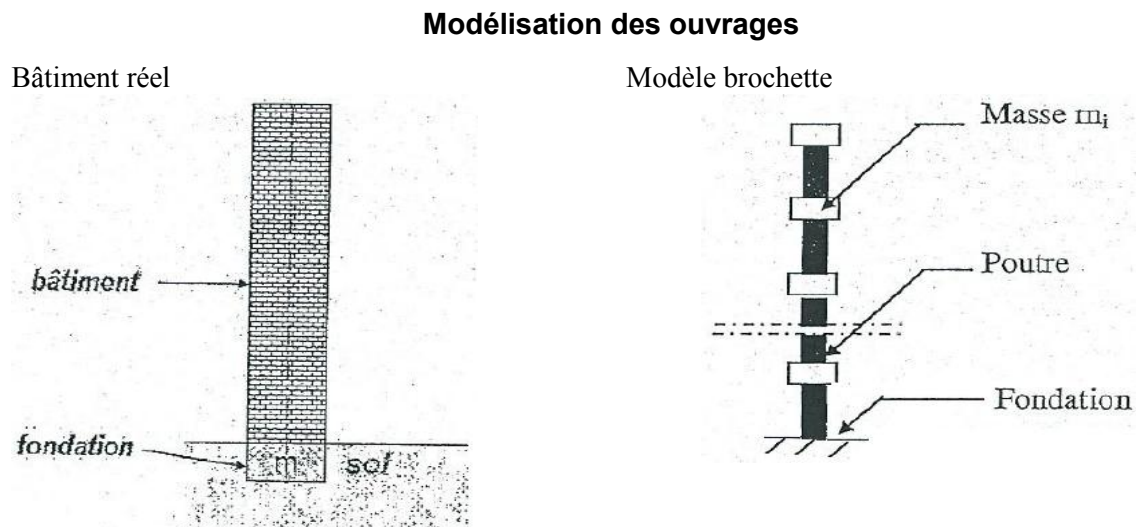 Modélisation des ouvrages
Bâtiment réel
Modèle brochette
Masse mi
bâtiment
Poutre
Fondation
fondation
m
sol